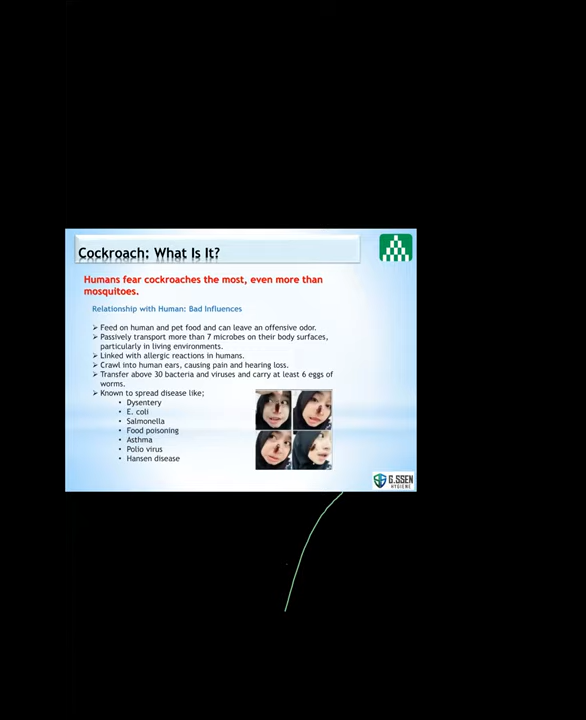 Cockroach: What Is It?
Humans fear cockroaches the most, even more than
mosquitoes.
Relationship with Human: Bad Influences
➢ Feed on human and pet food and can leave an offensive odor.
➢ Passively transport more than 7 microbes on their body surfaces,
particularly in living environments.
➢ Linked with allergic reactions in humans.
➢ Crawl into human ears, causing pain and hearing loss.
➢ Transfer above 30 bacteria and viruses and carry at least 6 eggs of
worms.
➢ Known to spread disease like;
• Dysentery
• E. coli
• Salmonella
• Food poisoning
• Asthma
• Polio virus
• Hansen disease
G.SSEN
HYGIENE